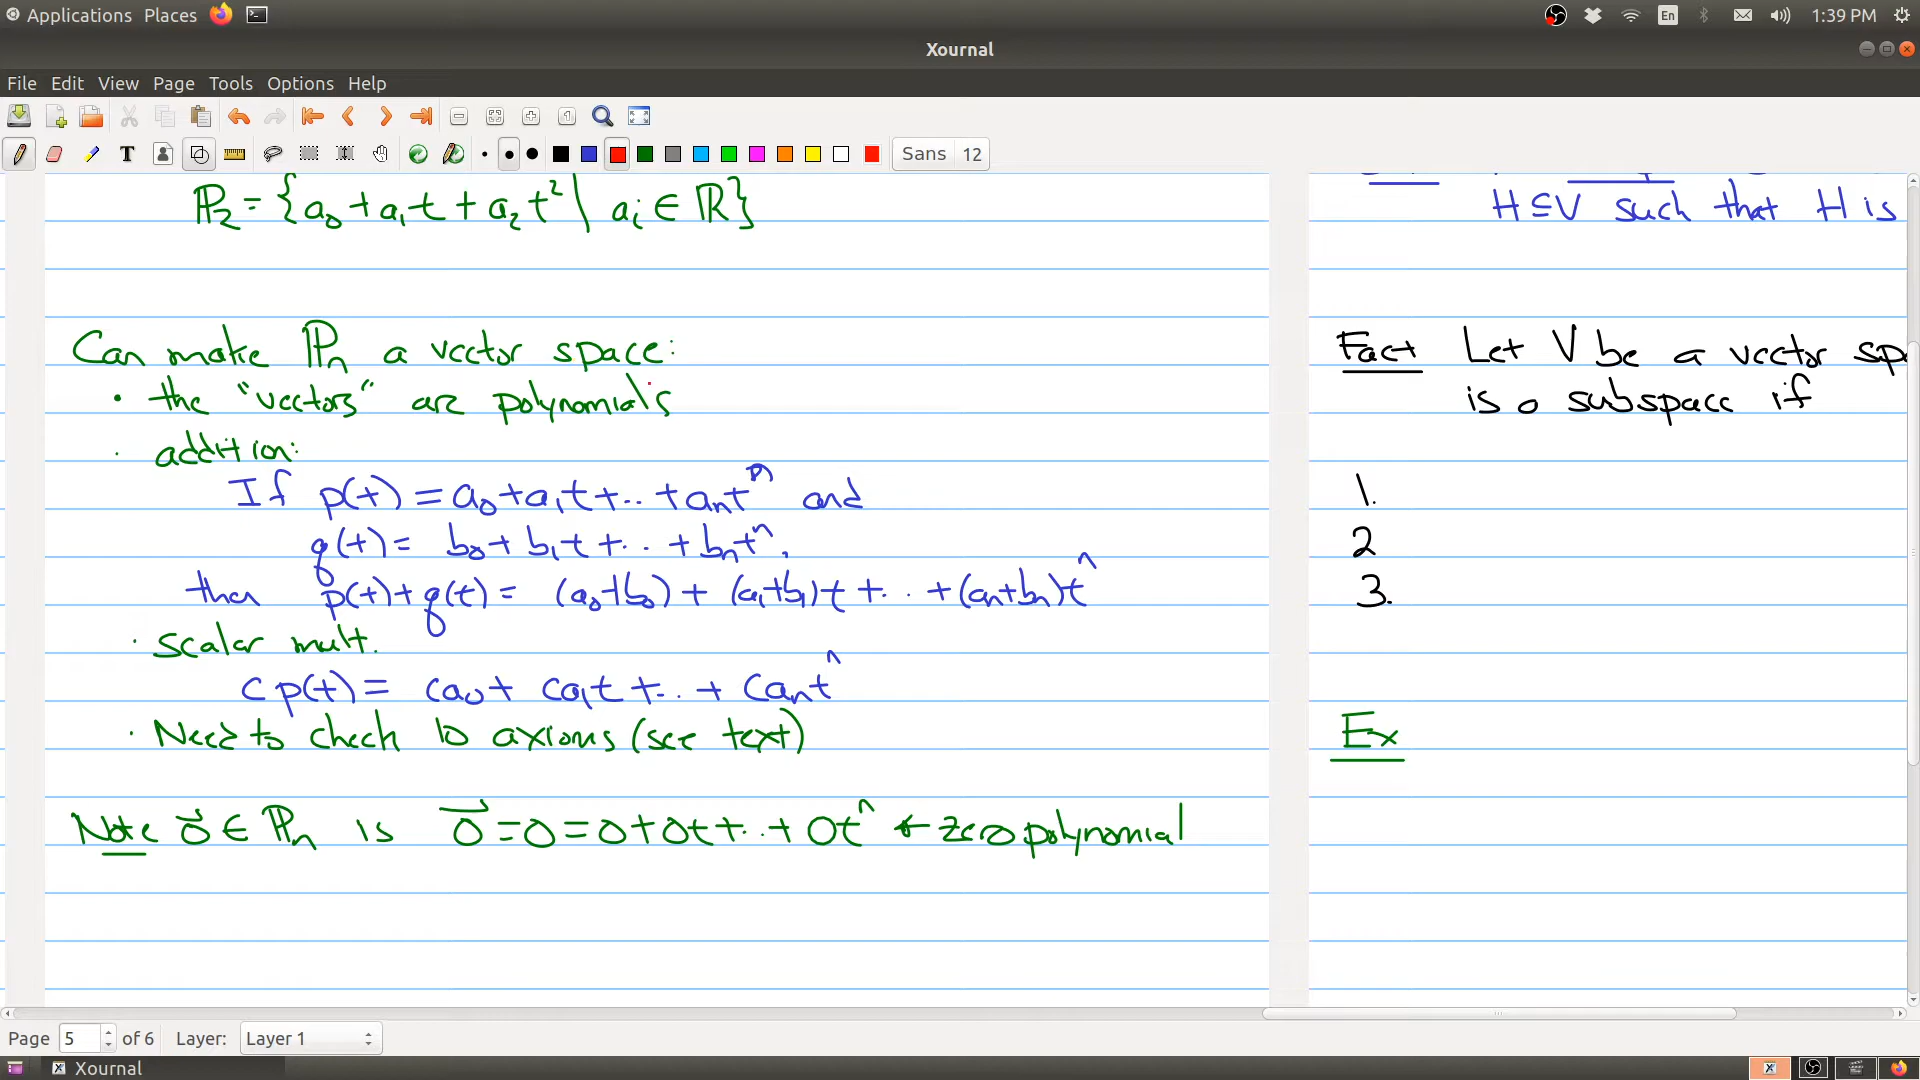 Applications Places En 1:39 PM
Xournal
File Edit View Page Tools Options Help
T Sans 12
ℙ₂ = {a₀ + a₁t + a₂t² | aᵢ ∈ ℝ}
Can make ℙₙ a vector space:
• the "vectors" are polynomials
• addition:
If p(t) = a₀ + a₁t + .. + aₙtⁿ and
q(t) = b₀ + b₁t + .. + bₙtⁿ,
then p(t) + q(t) = (a₀+b₀) + (a₁+b₁)t + .. + (aₙ+bₙ)tⁿ
• scalar mult.
c p(t) = ca₀ + ca₁t + .. + caₙtⁿ
• Need to check 10 axioms (see text)
Note 0⃗ ∈ ℙₙ is 0⃗ = 0 = 0 + 0t + .. + 0tⁿ ← zero polynomial
H ⊆ V such that H is
Fact Let V be a vector sp
is a subspace if
1.
2
3.
Ex
Page 5 of 6 Layer: Layer 1
Xournal